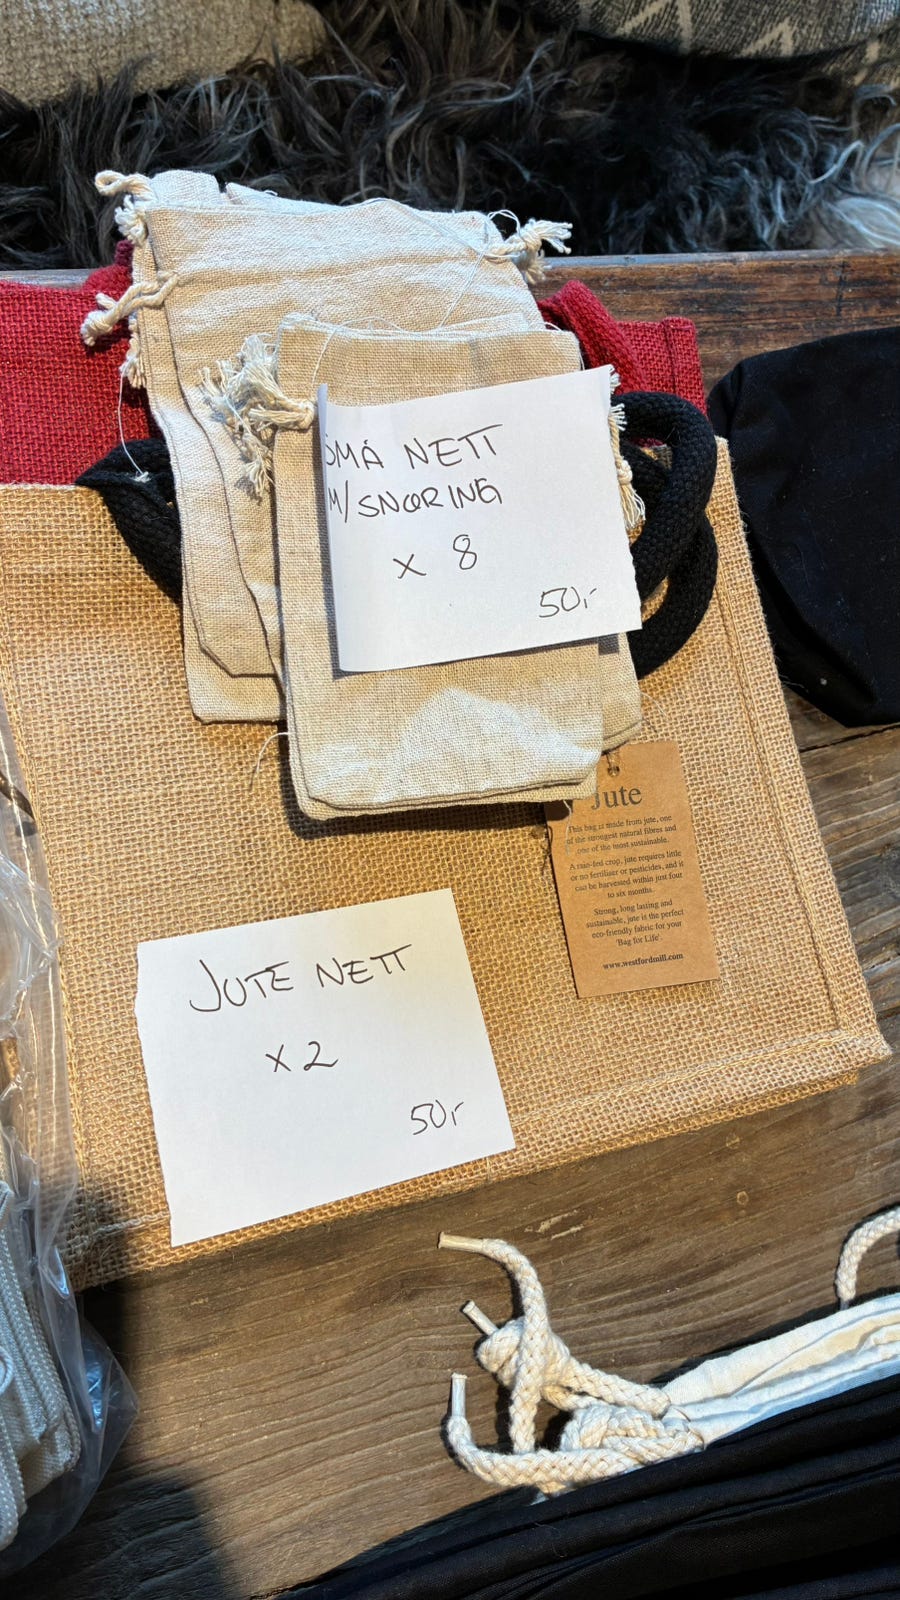 SMÅ NETT
M/SNØRING
x 8
50,-
Jute
This bag is made from jute, one
of the strongest natural fibres and
one of the most sustainable.
A rain-fed crop, jute requires little
or no fertiliser or pesticides, and it
can be harvested within just four
to six months.
Strong, long lasting and
sustainable, jute is the perfect
eco-friendly fabric for your
'Bag for Life'.
www.westfordmill.com
JUTE NETT
x 2
50,-